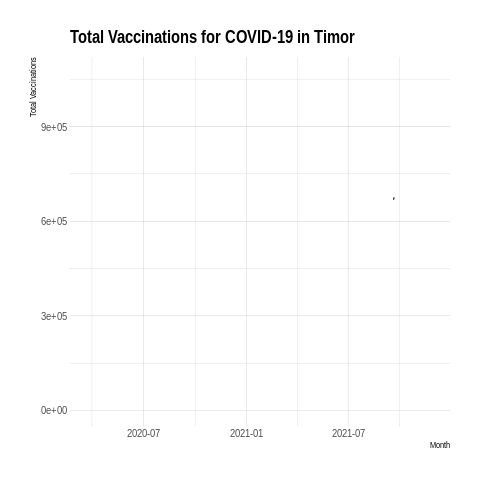 Total Vaccinations for COVID-19 in Timor
Total Vaccinations
9e+05
6e+05
3e+05
0e+00
2020-07
2021-01
2021-07
Month